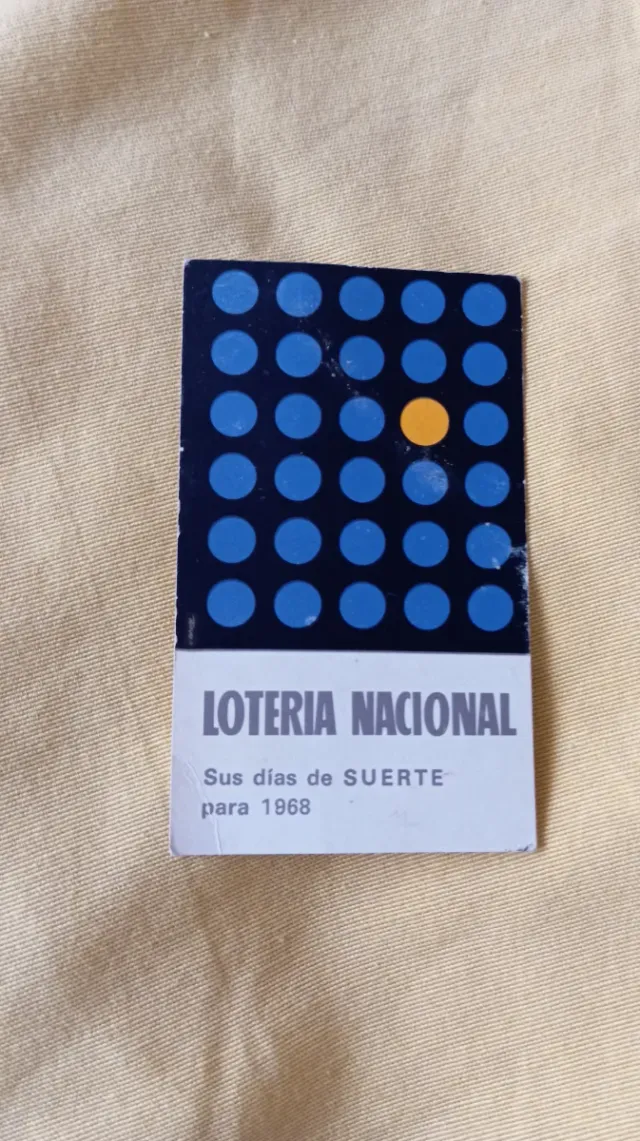 LOTERIA NACIONAL
Sus días de SUERTE
para 1968